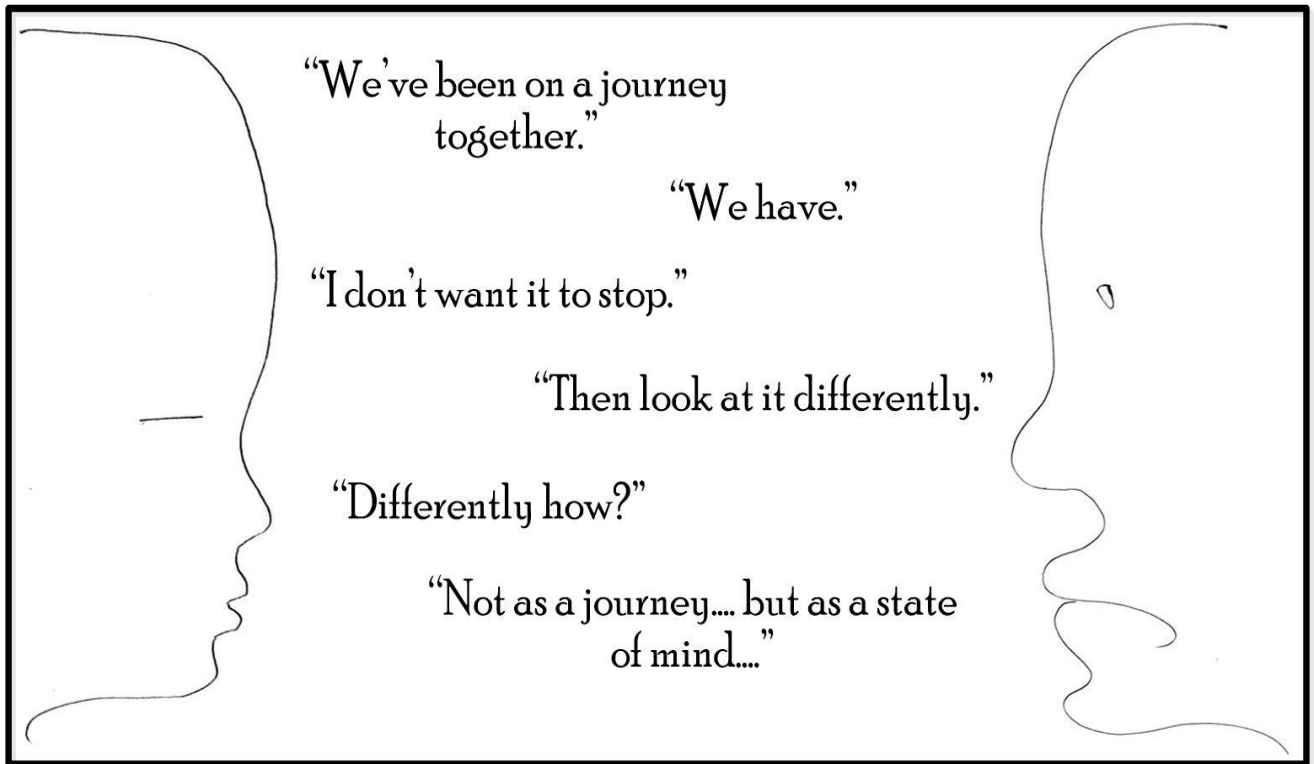 “We’ve been on a journey
together.”
“We have.”
“I don’t want it to stop.”
“Then look at it differently.”
“Differently how?”
“Not as a journey.... but as a state
of mind....”